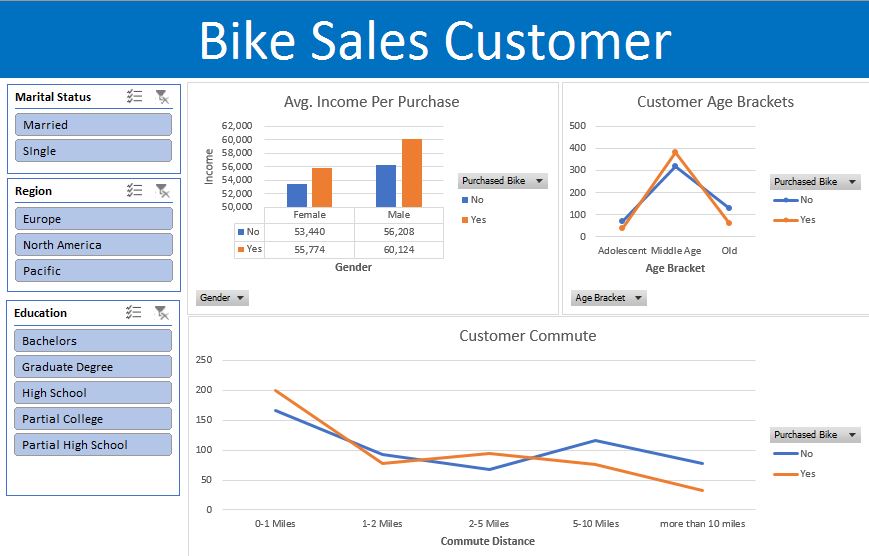 Bike Sales Customer
Marital Status
Married
SIngle
Region
Europe
North America
Pacific
Education
Bachelors
Graduate Degree
High School
Partial College
Partial High School
Avg. Income Per Purchase
62,000
60,000
58,000
56,000
54,000
52,000
50,000
Income
Female Male
No 53,440 56,208
Yes 55,774 60,124
Gender
Purchased Bike
No
Yes
Gender
Customer Age Brackets
500
400
300
200
100
0
Adolescent Middle Age Old
Age Bracket
Purchased Bike
No
Yes
Age Bracket
Customer Commute
250
200
150
100
50
0
0-1 Miles 1-2 Miles 2-5 Miles 5-10 Miles more than 10 miles
Commute Distance
Purchased Bike
No
Yes